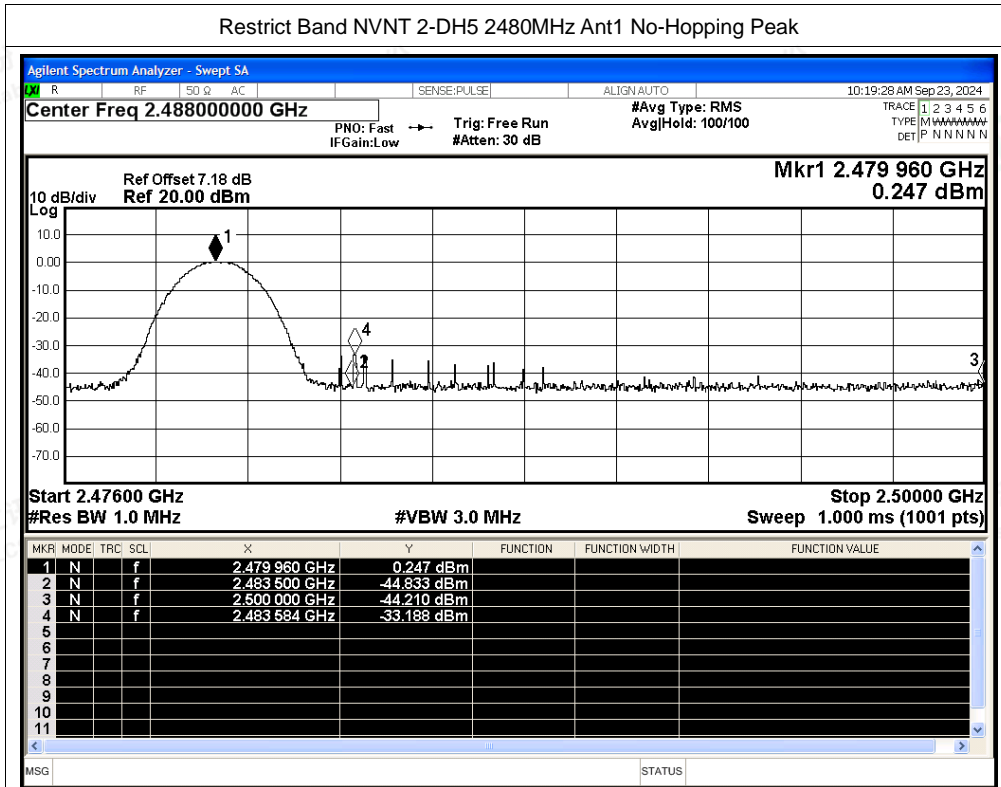 Restrict Band NVNT 2-DH5 2480MHz Ant1 No-Hopping Peak
Agilent Spectrum Analyzer - Swept SA
LXI R RF 50 Ω AC SENSE:PULSE ALIGN AUTO 10:19:28 AM Sep 23, 2024
Center Freq 2.488000000 GHz #Avg Type: RMS TRACE 1 2 3 4 5 6
PNO: Fast Trig: Free Run Avg|Hold: 100/100 TYPE M WWWWW
IFGain:Low #Atten: 30 dB DET P N N N N N
Mkr1 2.479 960 GHz
Ref Offset 7.18 dB
10 dB/div Ref 20.00 dBm 0.247 dBm
Log
10.0
1
0.00
-10.0
-20.0
4
-30.0
2
3
-40.0
-50.0
-60.0
-70.0
Start 2.47600 GHz Stop 2.50000 GHz
#Res BW 1.0 MHz #VBW 3.0 MHz Sweep 1.000 ms (1001 pts)
MKR MODE TRC SCL X Y FUNCTION FUNCTION WIDTH FUNCTION VALUE
1 N f 2.479 960 GHz 0.247 dBm
2 N f 2.483 500 GHz -44.833 dBm
3 N f 2.500 000 GHz -44.210 dBm
4 N f 2.483 584 GHz -33.188 dBm
5
6
7
8
9
10
11
MSG STATUS